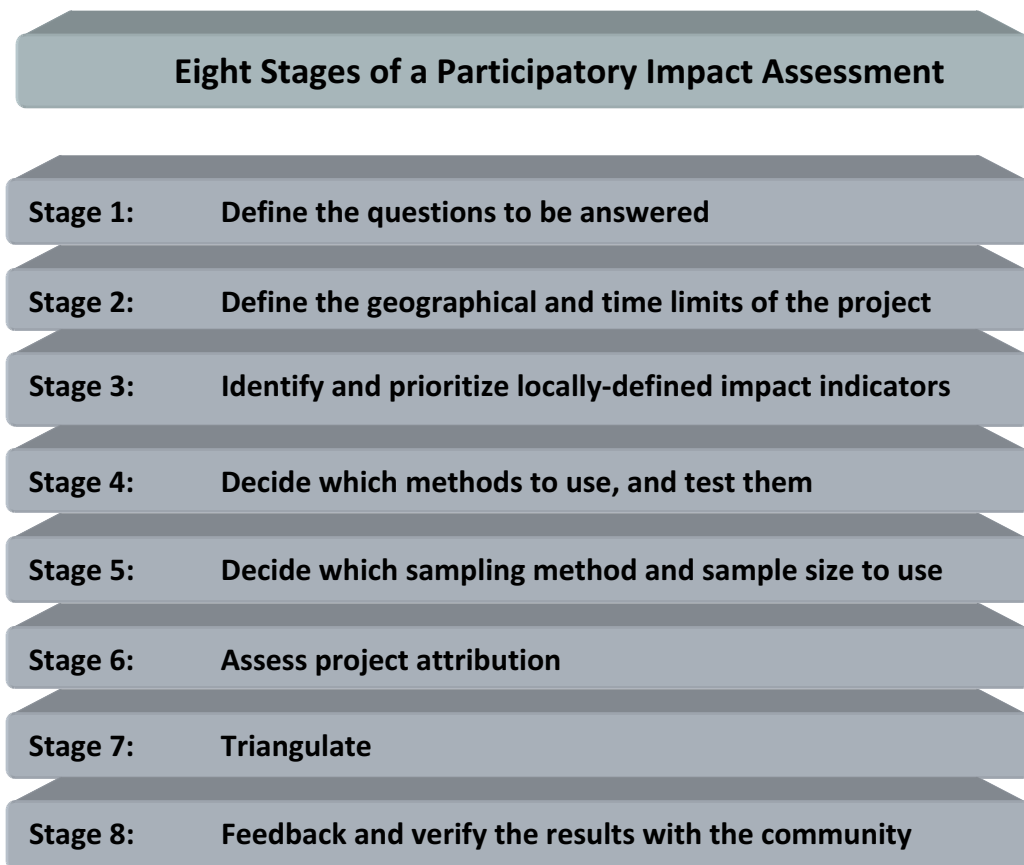 Eight Stages of a Participatory Impact Assessment
Stage 1: Define the questions to be answered
Stage 2: Define the geographical and time limits of the project
Stage 3: Identify and prioritize locally-defined impact indicators
Stage 4: Decide which methods to use, and test them
Stage 5: Decide which sampling method and sample size to use
Stage 6: Assess project attribution
Stage 7: Triangulate
Stage 8: Feedback and verify the results with the community